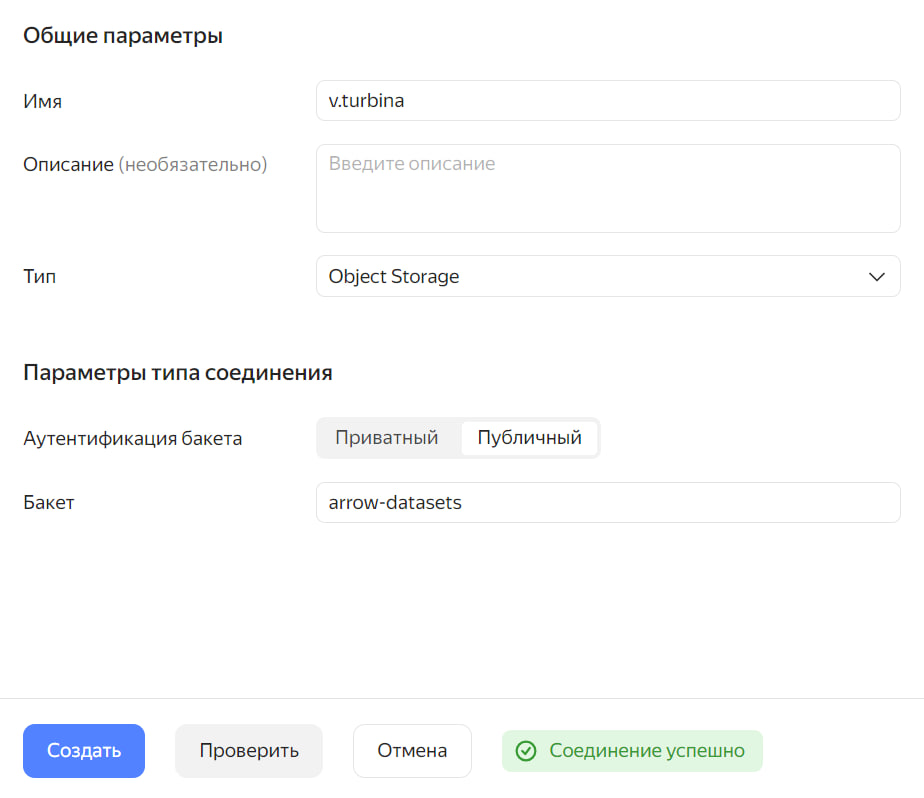 Общие параметры
Имя
v.turbina
Описание (необязательно)
Введите описание
Тип
Object Storage
Параметры типа соединения
Аутентификация бакета
Приватный Публичный
Бакет
arrow-datasets
Создать Проверить Отмена Соединение успешно